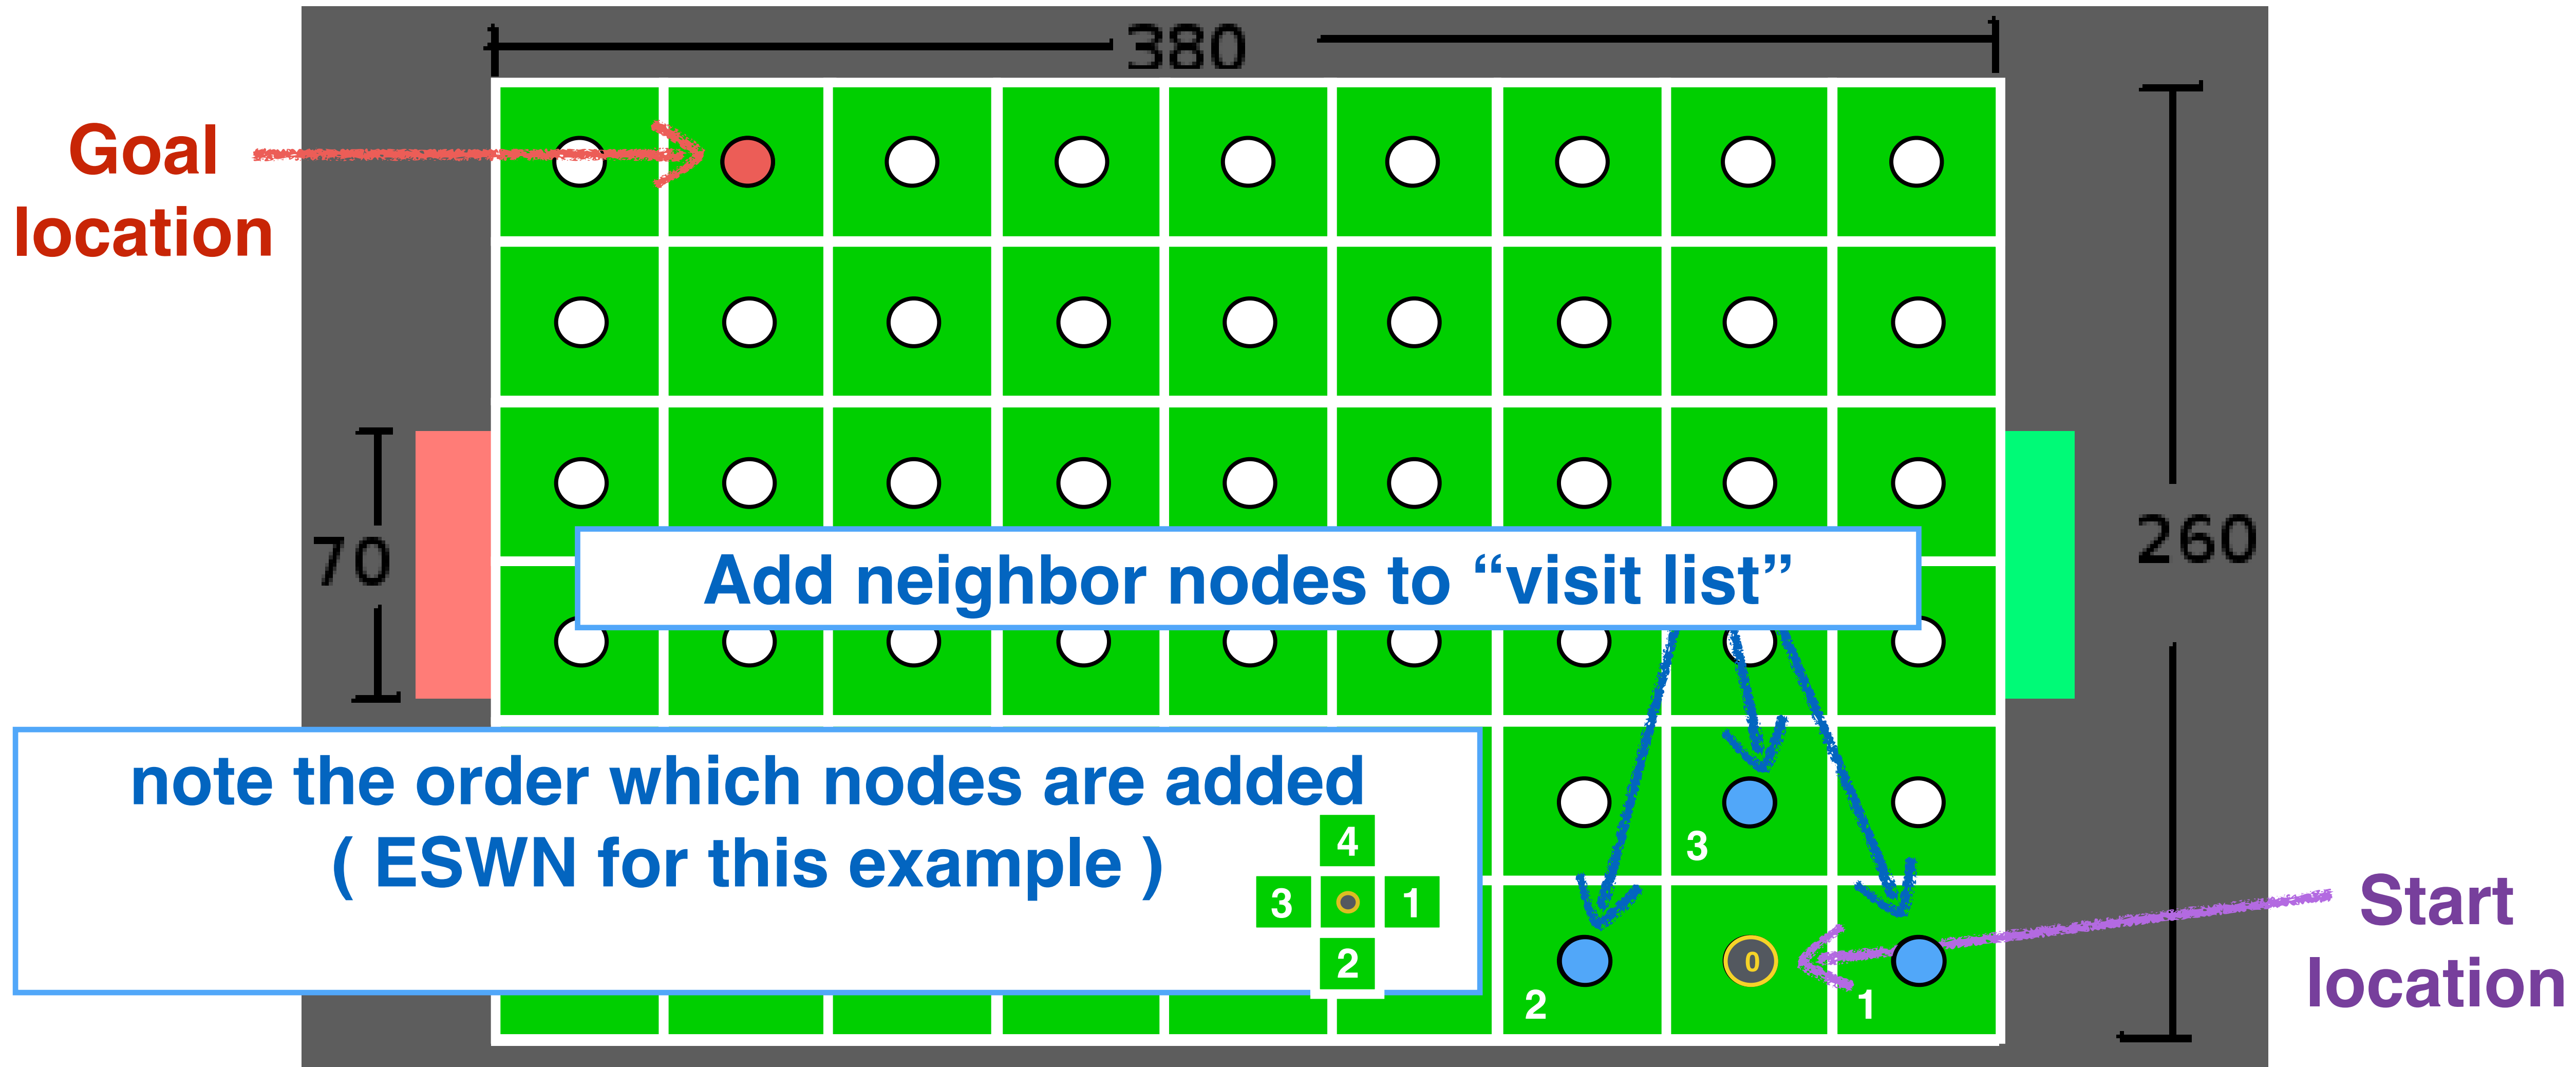 380
Goal
location
70
260
Add neighbor nodes to “visit list”
note the order which nodes are added
( ESWN for this example )
4
3 1
2
3
2 0 1
Start
location